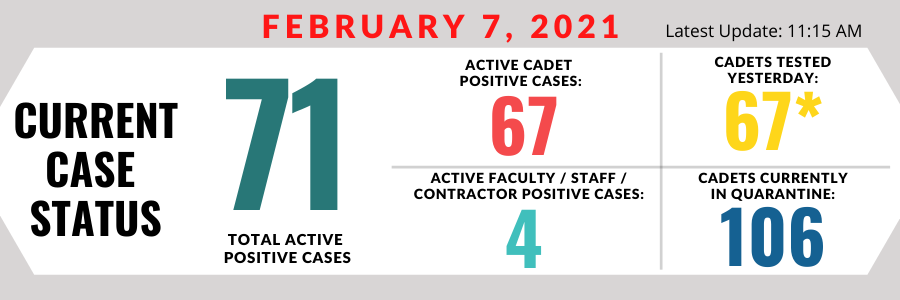 FEBRUARY 7, 2021
Latest Update: 11:15 AM
CURRENT
CASE
STATUS
71
TOTAL ACTIVE
POSITIVE CASES
ACTIVE CADET
POSITIVE CASES:
67
CADETS TESTED
YESTERDAY:
67*
ACTIVE FACULTY / STAFF /
CONTRACTOR POSITIVE CASES:
4
CADETS CURRENTLY
IN QUARANTINE:
106